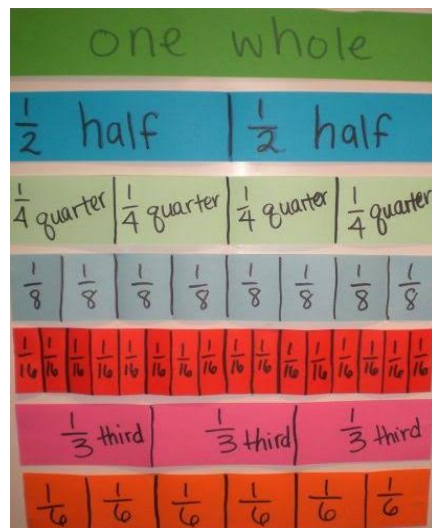 one whole
1/2 half 1/2 half
1/4 quarter 1/4 quarter 1/4 quarter 1/4 quarter
1/8 1/8 1/8 1/8 1/8 1/8 1/8 1/8
1/16 1/16 1/16 1/16 1/16 1/16 1/16 1/16 1/16 1/16 1/16 1/16 1/16 1/16 1/16 1/16
1/3 third 1/3 third 1/3 third
1/6 1/6 1/6 1/6 1/6 1/6